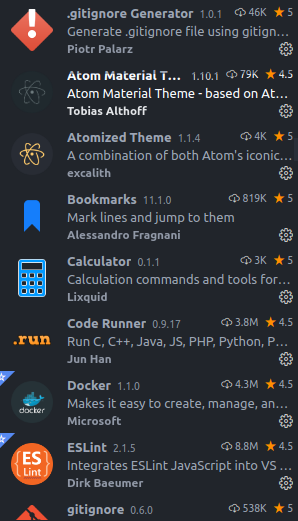 .gitignore Generator 1.0.1 46K ★ 5
Generate .gitignore file using gitign...
Piotr Palarz
Atom Material T... 1.10.1 79K ★ 4.5
Atom Material Theme - based on At...
Tobias Althoff
Atomized Theme 1.1.4 4K ★ 5
A combination of both Atom's iconic...
excalith
Bookmarks 11.1.0 819K ★ 5
Mark lines and jump to them
Alessandro Fragnani
Calculator 0.1.1 3K ★ 5
Calculation commands and tools for...
Lixquid
.run
Code Runner 0.9.17 3.8M ★ 4.5
Run C, C++, Java, JS, PHP, Python, P...
Jun Han
docker
Docker 1.1.0 4.3M ★ 4.5
Makes it easy to create, manage, an...
Microsoft
ES
Lint
ESLint 2.1.5 8.8M ★ 4.5
Integrates ESLint JavaScript into VS ...
Dirk Baeumer
gitignore 0.6.0 538K ★ 5